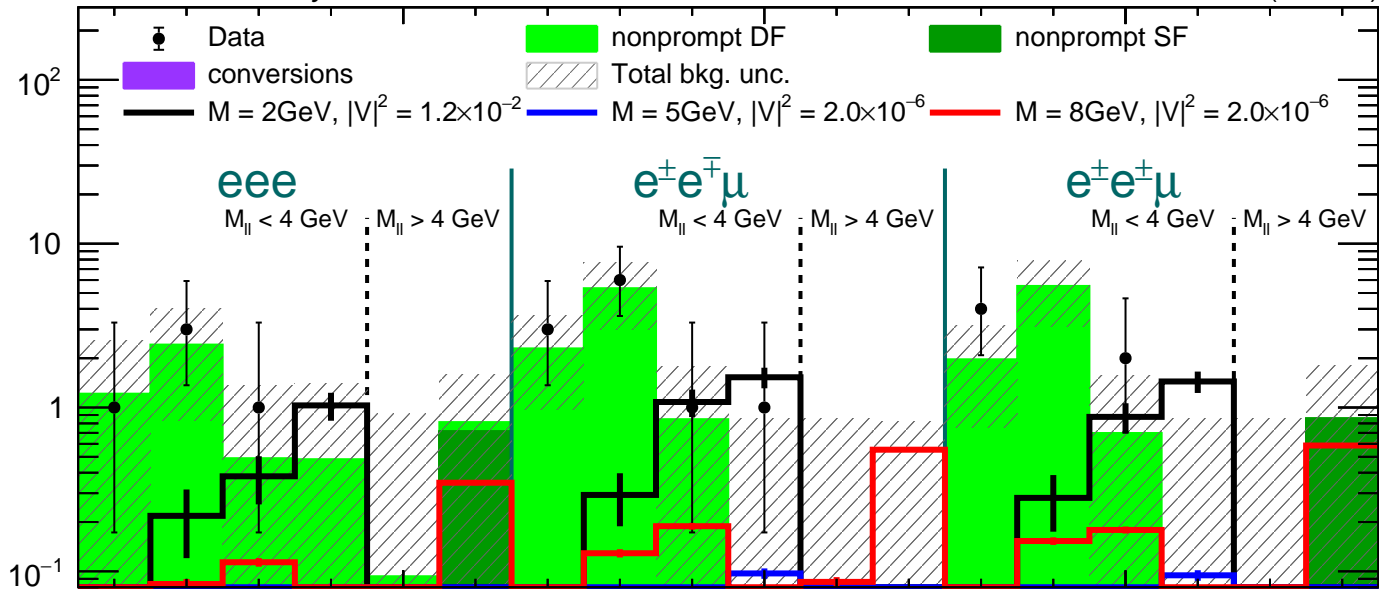 Data
nonprompt DF
nonprompt SF
conversions
Total bkg. unc.
M = 2GeV, |V|² = 1.2×10⁻²
M = 5GeV, |V|² = 2.0×10⁻⁶
M = 8GeV, |V|² = 2.0×10⁻⁶
10²
10
1
10⁻¹
eee
e±e∓μ
e±e±μ
M_ll < 4 GeV
M_ll > 4 GeV
M_ll < 4 GeV
M_ll > 4 GeV
M_ll < 4 GeV
M_ll > 4 GeV